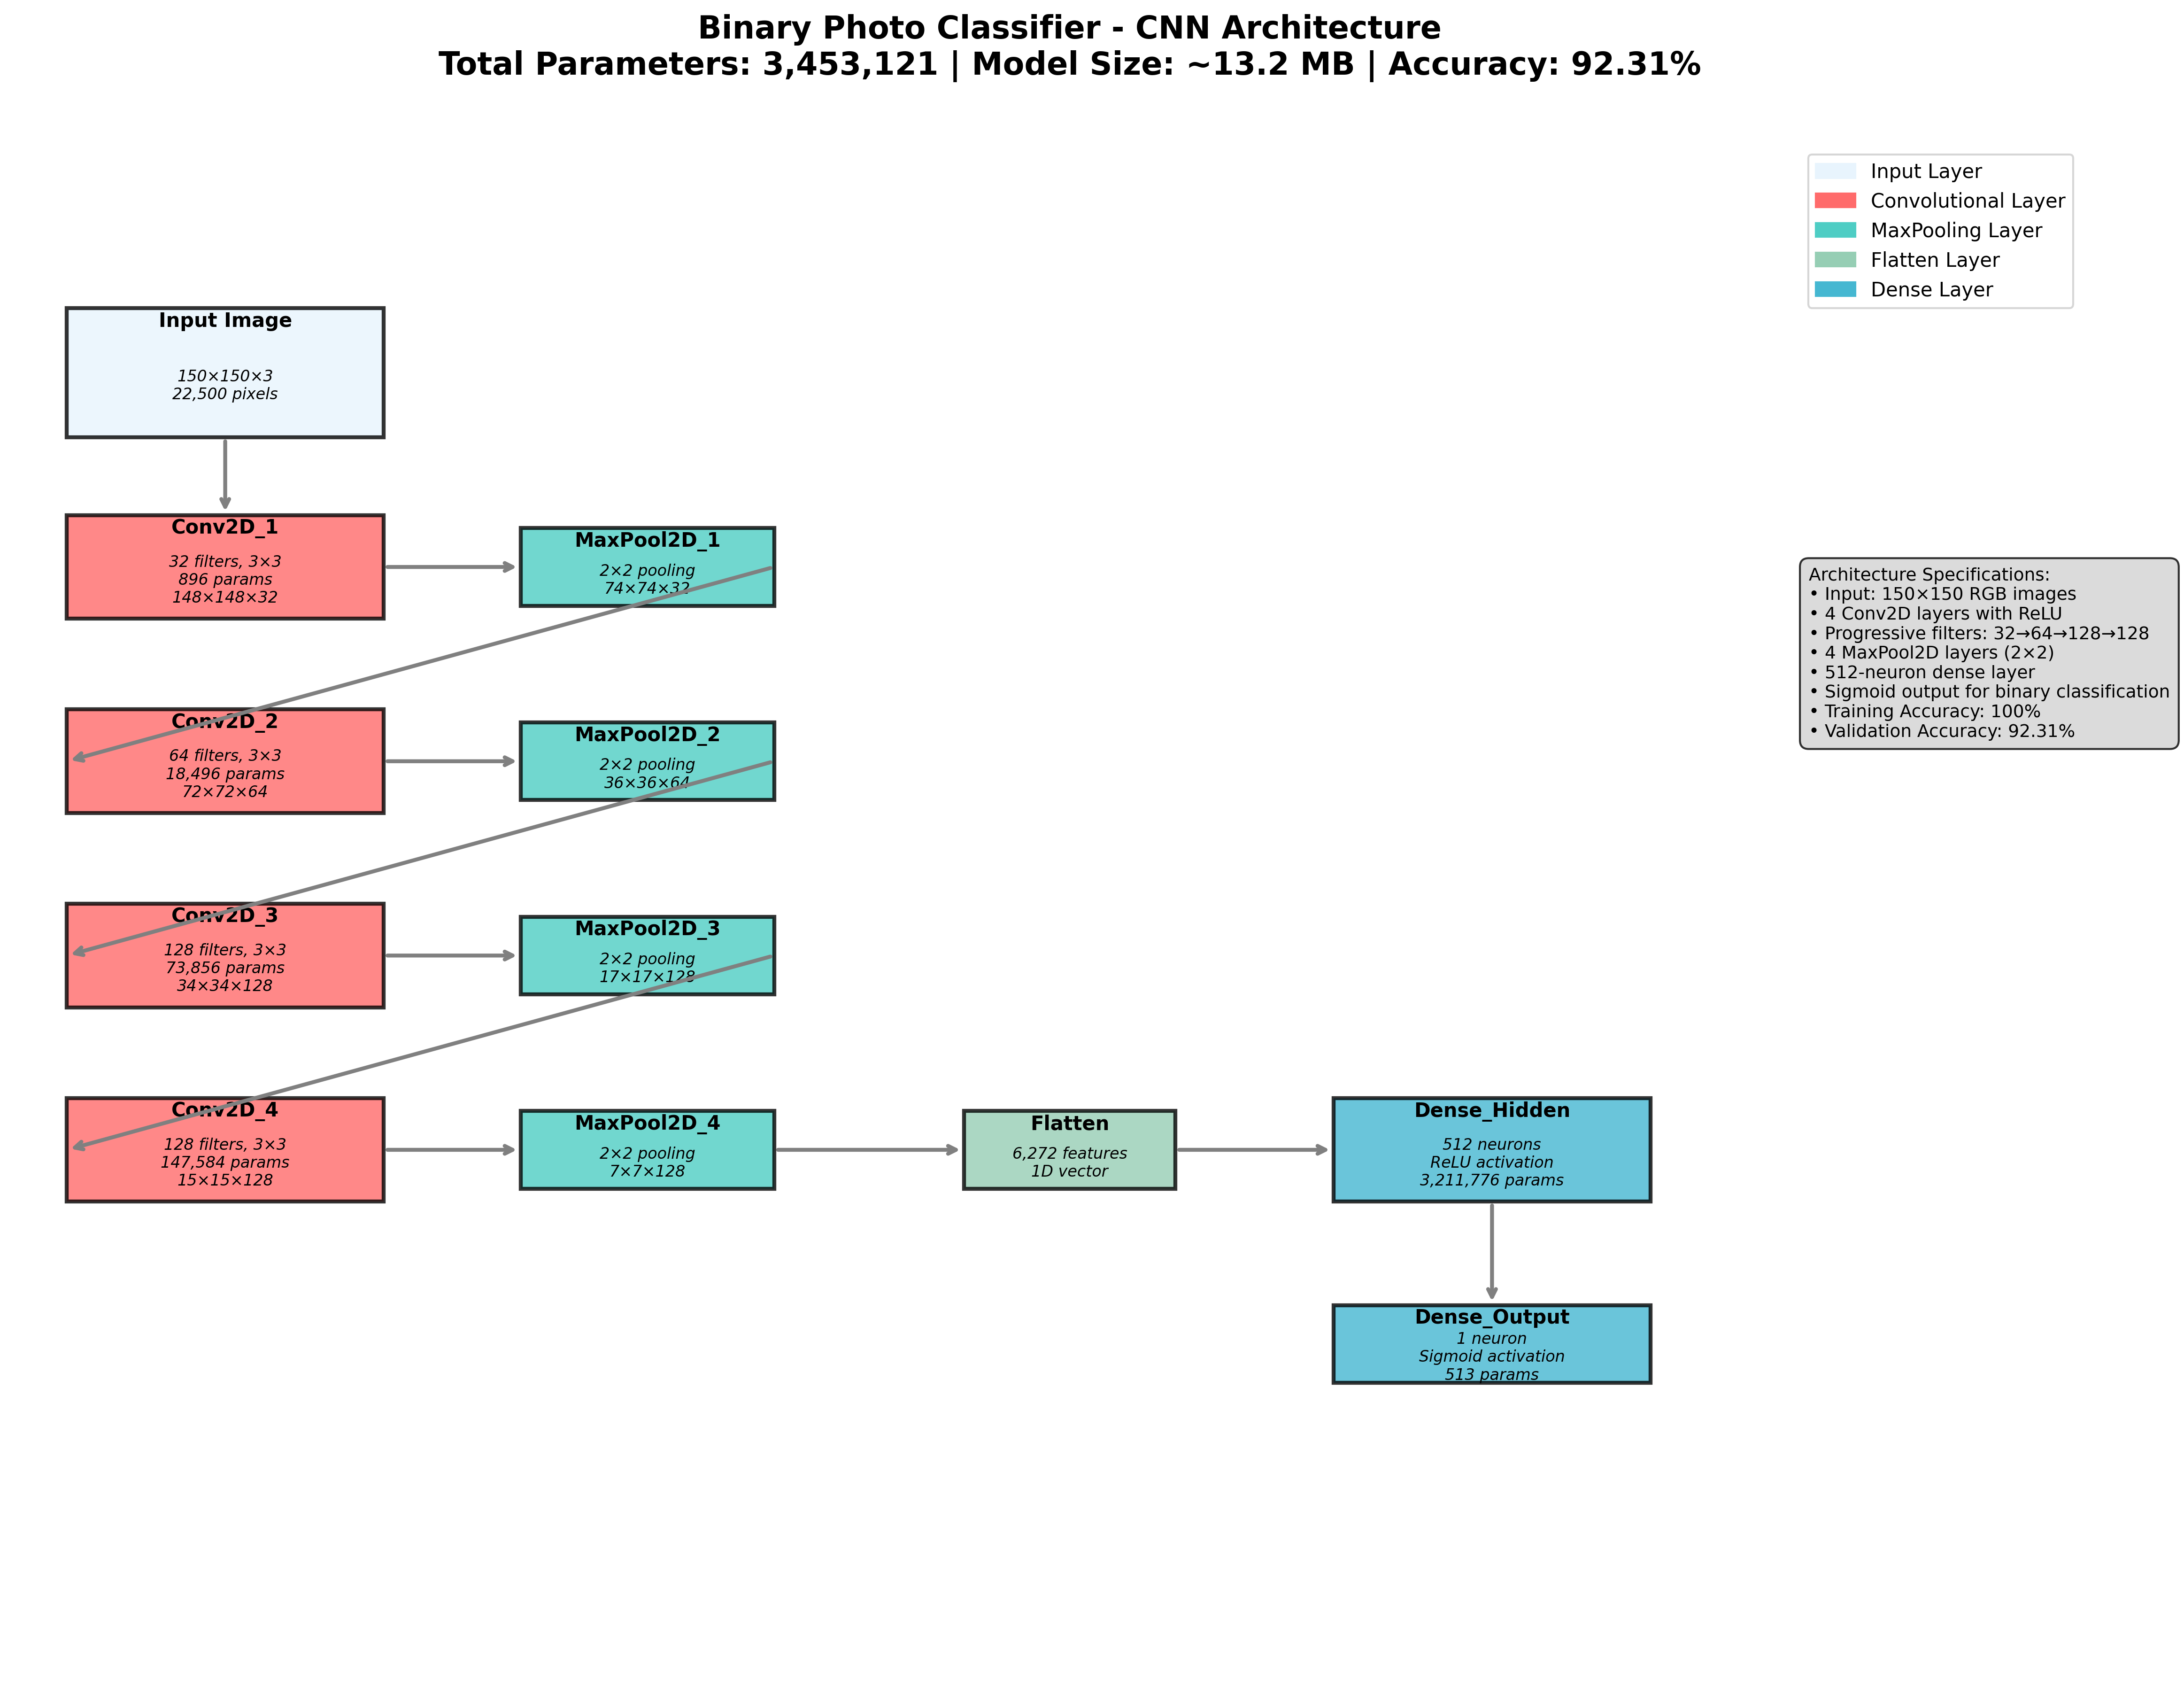 Binary Photo Classifier - CNN Architecture
Total Parameters: 3,453,121 | Model Size: ~13.2 MB | Accuracy: 92.31%
Input Layer
Convolutional Layer
MaxPooling Layer
Flatten Layer
Dense Layer
Input Image
150×150×3
22,500 pixels
Conv2D_1
32 filters, 3×3
896 params
148×148×32
MaxPool2D_1
2×2 pooling
74×74×32
Architecture Specifications:
• Input: 150×150 RGB images
• 4 Conv2D layers with ReLU
• Progressive filters: 32→64→128→128
• 4 MaxPool2D layers (2×2)
• 512-neuron dense layer
• Sigmoid output for binary classification
• Training Accuracy: 100%
• Validation Accuracy: 92.31%
Conv2D_2
64 filters, 3×3
18,496 params
72×72×64
MaxPool2D_2
2×2 pooling
36×36×64
Conv2D_3
128 filters, 3×3
73,856 params
34×34×128
MaxPool2D_3
2×2 pooling
17×17×128
Conv2D_4
128 filters, 3×3
147,584 params
15×15×128
MaxPool2D_4
2×2 pooling
7×7×128
Flatten
6,272 features
1D vector
Dense_Hidden
512 neurons
ReLU activation
3,211,776 params
Dense_Output
1 neuron
Sigmoid activation
513 params